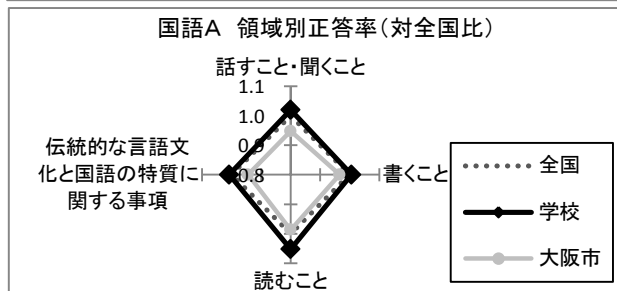 国語A 領域別正答率(対全国比)
話すこと・聞くこと
1.1
1.0
0.9
0.8
伝統的な言語文
化と国語の特質に
関する事項
書くこと
読むこと
全国
学校
大阪市